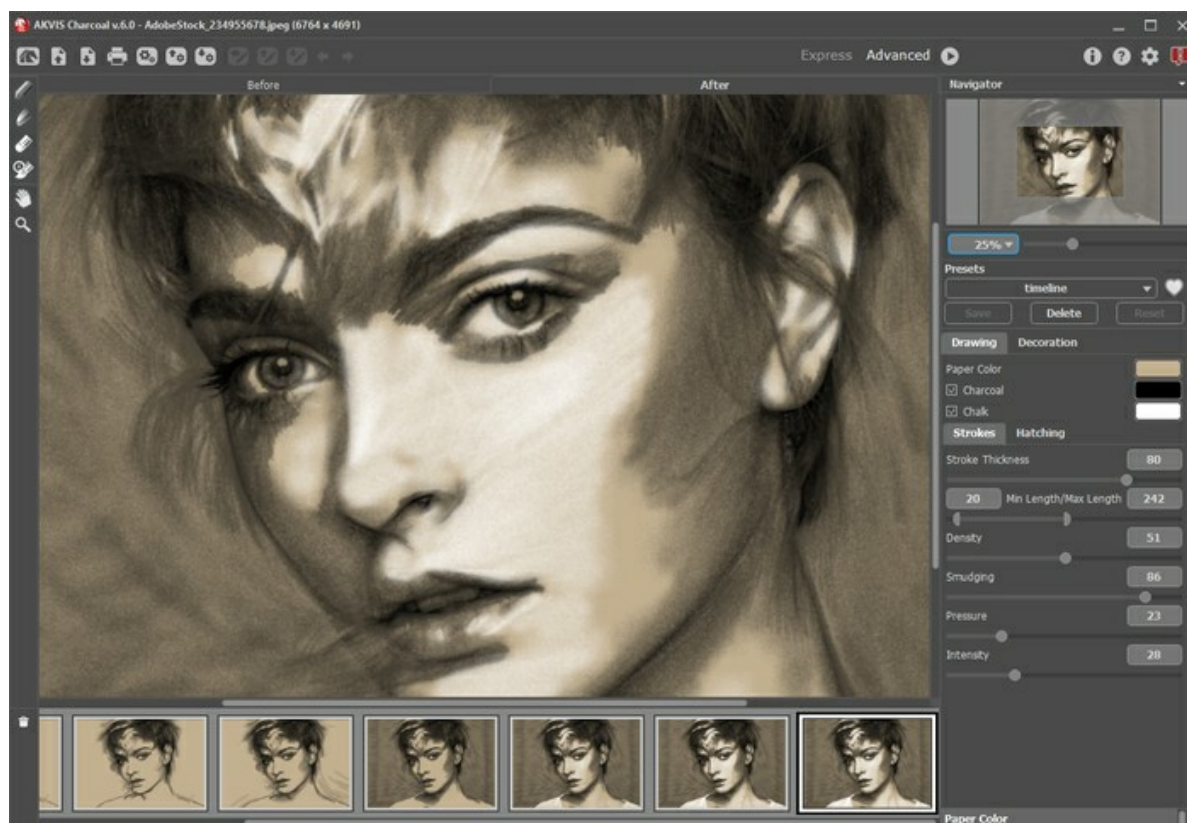 AKVIS Charcoal v.6.0 - AdobeStock_234955678.jpeg (6764 x 4691)
Express Advanced
Before After
Navigator
25%
Presets
timeline
Save Delete Reset
Drawing Decoration
Paper Color
Charcoal
Chalk
Strokes Hatching
Stroke Thickness 80
20 Min Length/Max Length 242
Density 51
Smudging 86
Pressure 23
Intensity 28
Paper Color